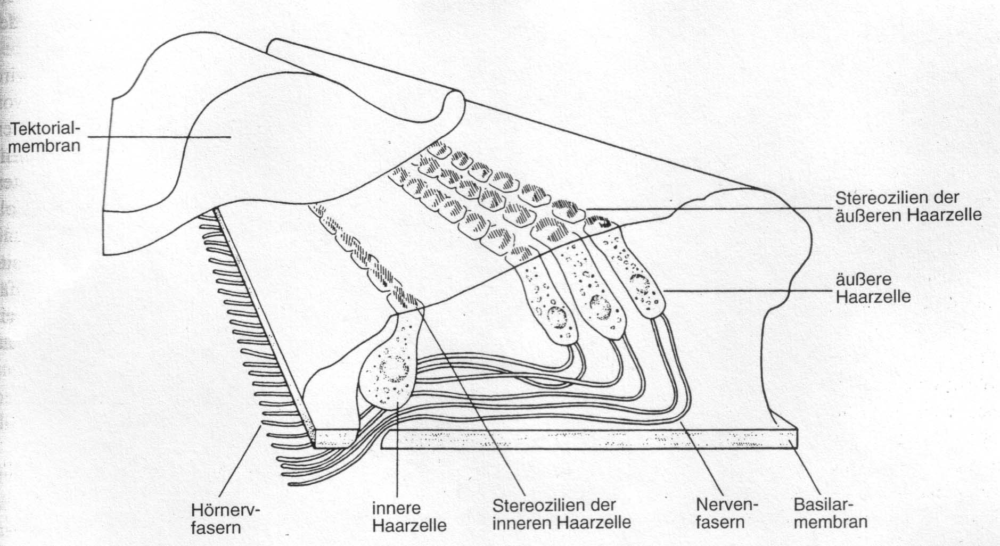 Tektorial-
membran
Stereozilien der
äußeren Haarzelle
äußere
Haarzelle
Hörnerv-
fasern
innere
Haarzelle
Stereozilien der
inneren Haarzelle
Nerven-
fasern
Basilar-
membran